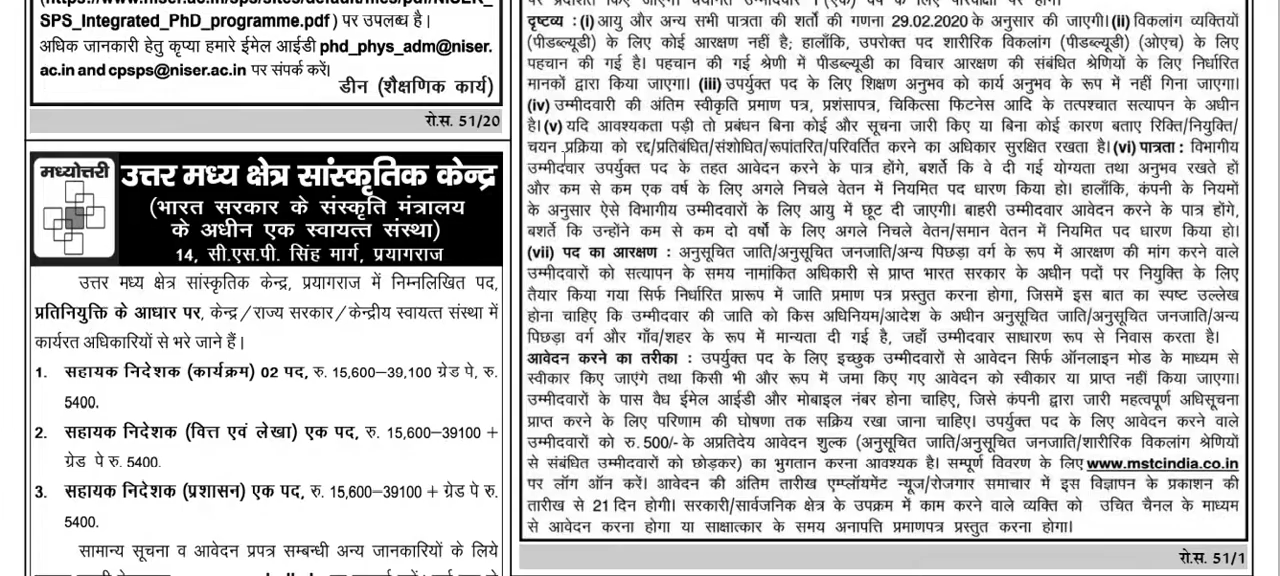 (https://www.niser.ac.in/sps/sites/default/files/pdf/NISER_
SPS_Integrated_PhD_programme.pdf) पर उपलब्ध है।
अधिक जानकारी हेतु कृप्या हमारे ईमेल आईडी phd_phys_adm@niser.
ac.in and cpsps@niser.ac.in पर संपर्क करें।
डीन (शैक्षणिक कार्य)
रो.स. 51/20
मध्योत्तरी
उत्तर मध्य क्षेत्र सांस्कृतिक केन्द्र
(भारत सरकार के संस्कृति मंत्रालय
के अधीन एक स्वायत्त संस्था)
14, सी.एस.पी. सिंह मार्ग, प्रयागराज
उत्तर मध्य क्षेत्र सांस्कृतिक केन्द्र, प्रयागराज में निम्नलिखित पद,
प्रतिनियुक्ति के आधार पर, केन्द्र/राज्य सरकार/केन्द्रीय स्वायत्त संस्था में
कार्यरत अधिकारियों से भरे जाने हैं।
1. सहायक निदेशक (कार्यक्रम) 02 पद, रु. 15,600–39,100 ग्रेड पे, रु.
5400.
2. सहायक निदेशक (वित्त एवं लेखा) एक पद, रु. 15,600–39100 +
ग्रेड पे रु. 5400.
3. सहायक निदेशक (प्रशासन) एक पद, रु. 15,600–39100 + ग्रेड पे रु.
5400.
सामान्य सूचना व आवेदन प्रपत्र सम्बन्धी अन्य जानकारियों के लिये
दृष्टव्य : (i) आयु और अन्य सभी पात्रता की शर्तो की गणना 29.02.2020 के अनुसार की जाएगी। (ii) विकलांग व्यक्तियों
(पीडब्ल्यूडी) के लिए कोई आरक्षण नहीं है; हालाँकि, उपरोक्त पद शारीरिक विकलांग (पीडब्ल्यूडी) (ओएच) के लिए
पहचान की गई है। पहचान की गई श्रेणी में पीडब्ल्यूडी का विचार आरक्षण की संबंधित श्रेणियों के लिए निर्धारित
मानकों द्वारा किया जाएगा। (iii) उपर्युक्त पद के लिए शिक्षण अनुभव को कार्य अनुभव के रूप में नहीं गिना जाएगा।
(iv) उम्मीदवारी की अंतिम स्वीकृति प्रमाण पत्र, प्रशंसापत्र, चिकित्सा फिटनेस आदि के तत्पश्चात सत्यापन के अधीन
है। (v) यदि आवश्यकता पड़ी तो प्रबंधन बिना कोई और सूचना जारी किए या बिना कोई कारण बताए रिक्ति/नियुक्ति/
चयन प्रक्रिया को रद्द/प्रतिबंधित/संशोधित/रूपांतरित/परिवर्तित करने का अधिकार सुरक्षित रखता है। (vi) पात्रता : विभागीय
उम्मीदवार उपर्युक्त पद के तहत आवेदन करने के पात्र होंगे, बशर्ते कि वे दी गई योग्यता तथा अनुभव रखते हों
और कम से कम एक वर्ष के लिए अगले निचले वेतन में नियमित पद धारण किया हो। हालाँकि, कंपनी के नियमों
के अनुसार ऐसे विभागीय उम्मीदवारों के लिए आयु में छूट दी जाएगी। बाहरी उम्मीदवार आवेदन करने के पात्र होंगे,
बशर्ते कि उन्होंने कम से कम दो वर्षो के लिए अगले निचले वेतन/समान वेतन में नियमित पद धारण किया हो।
(vii) पद का आरक्षण : अनुसूचित जाति/अनुसूचित जनजाति/अन्य पिछड़ा वर्ग के रूप में आरक्षण की मांग करने वाले
उम्मीदवारों को सत्यापन के समय नामांकित अधिकारी से प्राप्त भारत सरकार के अधीन पदों पर नियुक्ति के लिए
तैयार किया गया सिर्फ निर्धारित प्रारूप में जाति प्रमाण पत्र प्रस्तुत करना होगा, जिसमें इस बात का स्पष्ट उल्लेख
होना चाहिए कि उम्मीदवार की जाति को किस अधिनियम/आदेश के अधीन अनुसूचित जाति/अनुसूचित जनजाति/अन्य
पिछड़ा वर्ग और गाँव/शहर के रूप में मान्यता दी गई है, जहाँ उम्मीदवार साधारण रूप से निवास करता है।
आवेदन करने का तरीका : उपर्युक्त पद के लिए इच्छुक उम्मीदवारों से आवेदन सिर्फ ऑनलाइन मोड के माध्यम से
स्वीकार किए जाएंगे तथा किसी भी और रूप में जमा किए गए आवेदन को स्वीकार या प्राप्त नहीं किया जाएगा।
उम्मीदवारों के पास वैध ईमेल आईडी और मोबाइल नंबर होना चाहिए, जिसे कंपनी द्वारा जारी महत्वपूर्ण अधिसूचना
प्राप्त करने के लिए परिणाम की घोषणा तक सक्रिय रखा जाना चाहिए। उपर्युक्त पद के लिए आवेदन करने वाले
उम्मीदवारों को रु. 500/- के अप्रतिदेय आवेदन शुल्क (अनुसूचित जाति/अनुसूचित जनजाति/शारीरिक विकलांग श्रेणियों
से संबंधित उम्मीदवारों को छोड़कर) का भुगतान करना आवश्यक है। सम्पूर्ण विवरण के लिए www.mstcindia.co.in
पर लॉग ऑन करें। आवेदन की अंतिम तारीख एम्प्लॉयमेंट न्यूज/रोजगार समाचार में इस विज्ञापन के प्रकाशन की
तारीख से 21 दिन होगी। सरकारी/सार्वजनिक क्षेत्र के उपक्रम में काम करने वाले व्यक्ति को उचित चैनल के माध्यम
से आवेदन करना होगा या साक्षात्कार के समय अनापत्ति प्रमाणपत्र प्रस्तुत करना होगा।
रो.स. 51/1